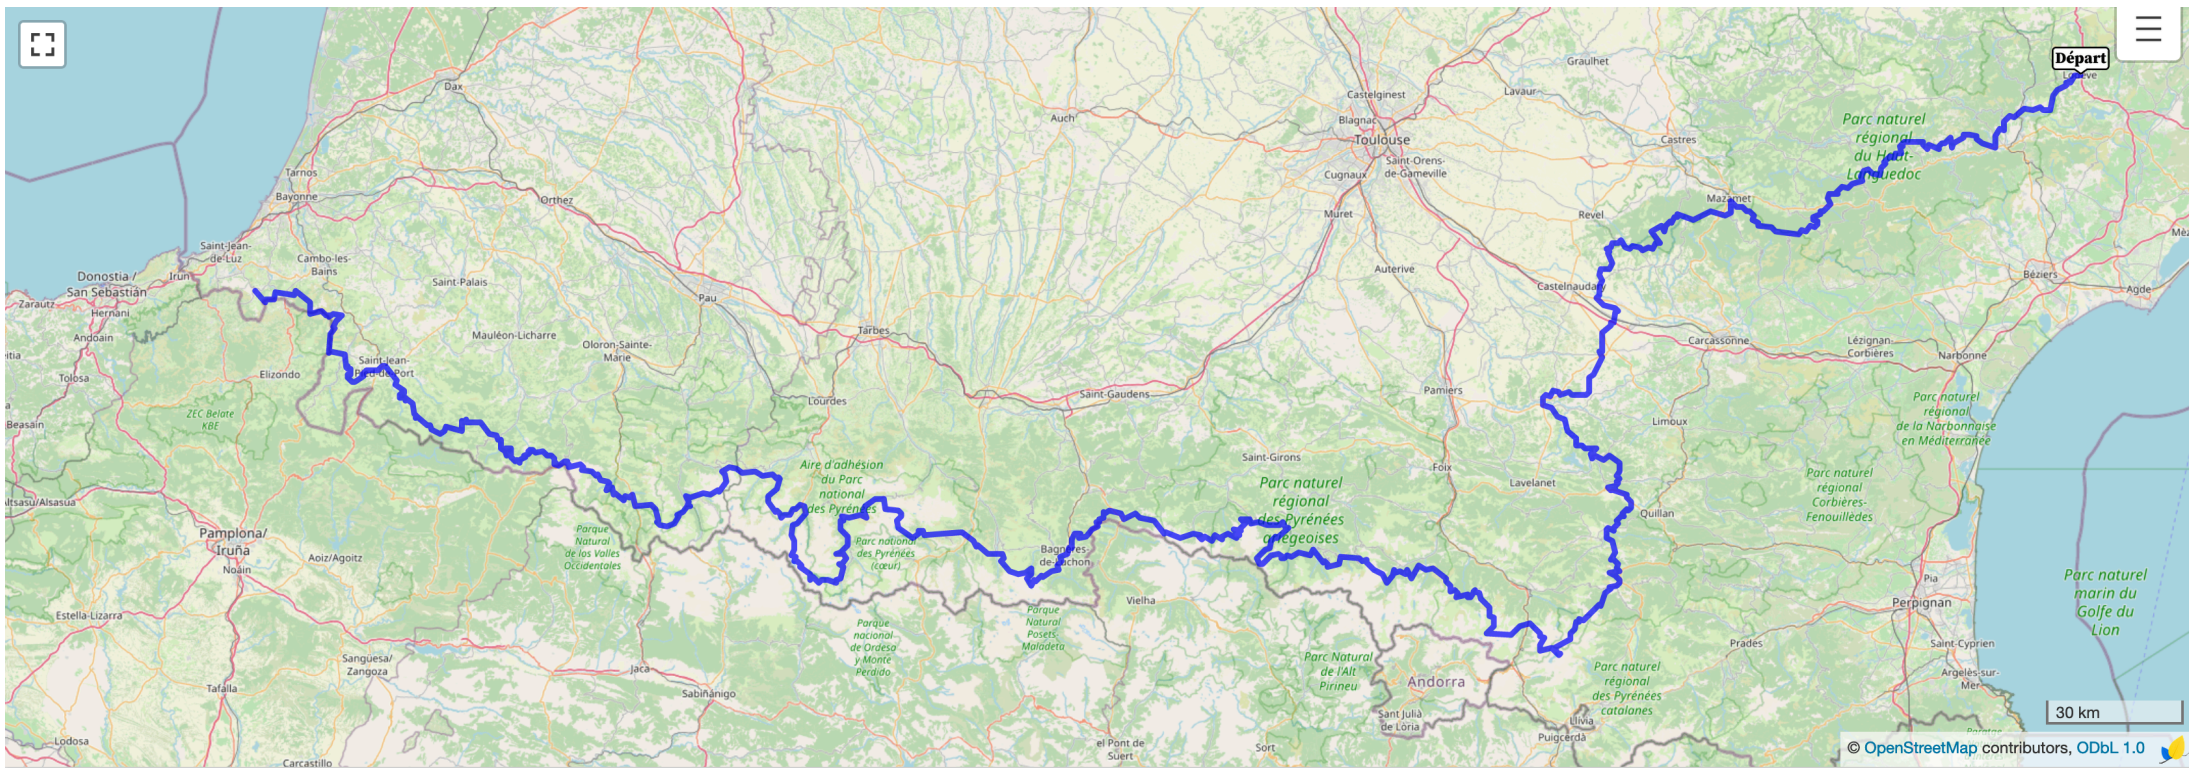 Départ
Lodève
Graulhet
Dax
Lavaur
Castelginest
Auch
Blagnac
Parc naturel
régional
du Haut-
Languedoc
Toulouse
Castres
Saint-Orens-
de-Gameville
Tarnos
Cugnaux
Bayonne
Orthez
Mazamet
Muret
Revel
Saint-Jean-
de-Luz
Cambo-les-
Bains
Auterive
Béziers
Donostia /
San Sebastián
Irun
Saint-Palais
Castelnaudary
Agde
Zarautz
Hernani
Pau
Andoain
Mauléon-Licharre
Tarbes
Oloron-Sainte-
Marie
Carcassonne
Lézignan-
Corbières
Narbonne
Elizondo
Saint-Jean-
Pied-de-Port
Tolosa
Pamiers
Saint-Gaudens
Lourdes
ZEC Belate
KBE
Beasain
Limoux
Parc naturel
régional
de la Narbonnaise
en Méditerranée
Saint-Girons
Foix
Aire d'adhésion
du Parc
national
des Pyrénées
Lavelanet
Parc naturel
régional
des Pyrénées
ariégeoises
Parc naturel
régional
Corbières-
Fenouillèdes
Altsasu/Alsasua
Quillan
Pamplona/
Iruña
Noain
Aoiz/Agoitz
Parque
Natural
de los Valles
Occidentales
Parc national
des Pyrénées
(cœur)
Bagnères-
de-Luchon
Pia
Perpignan
Parc naturel
marin du
Golfe du
Lion
Estella-Lizarra
Vielha
Parque
Natural
Posets-
Maladeta
Parque
nacional
de Ordesa
y Monte
Perdido
Prades
Saint-Cyprien
Sangüesa/
Zangoza
Jaca
Parc Natural
de l'Alt
Pirineu
Parc naturel
régional
des Pyrénées
catalanes
Argelès-sur-
Mer
Tafalla
Sabiñánigo
Andorra
Sant Julià
de Lòria
Llívia
Puigcerdà
30 km
Lodosa
Carcastillo
el Pont de
Suert
Sort
© OpenStreetMap contributors, ODbL 1.0